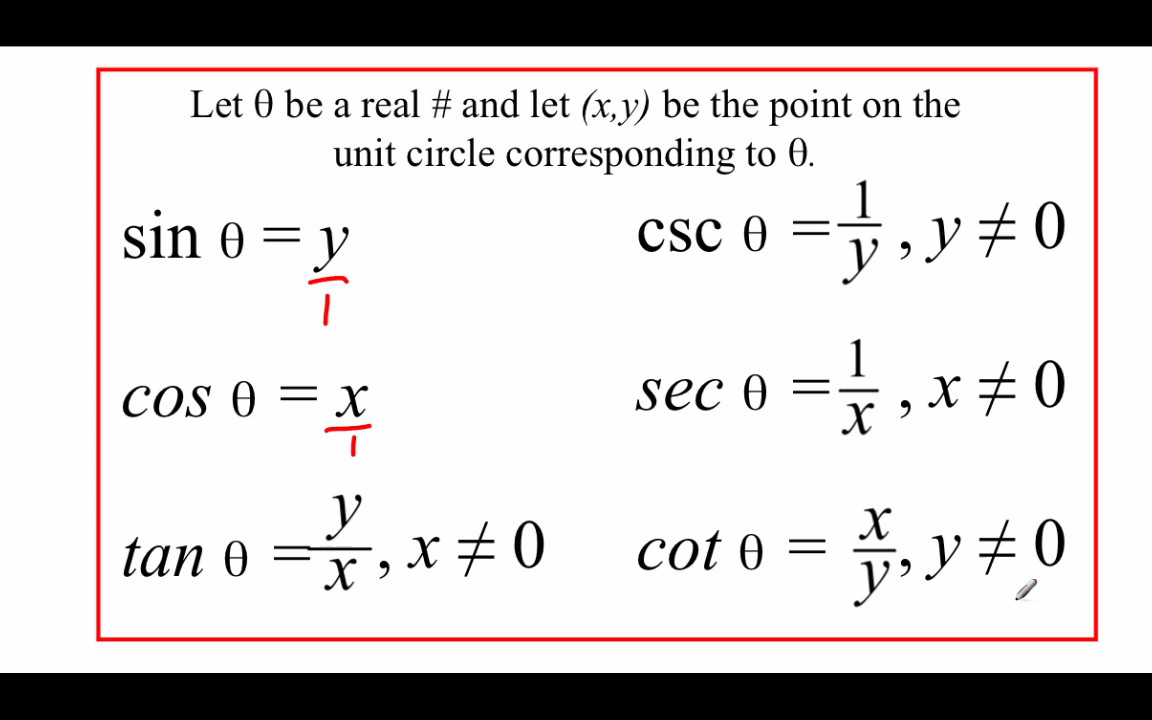 Let θ be a real # and let (x,y) be the point on the
unit circle corresponding to θ.
sin θ = y/1
csc θ = 1/y , y ≠ 0
cos θ = x/1
sec θ = 1/x , x ≠ 0
tan θ = y/x , x ≠ 0
cot θ = x/y, y ≠ 0